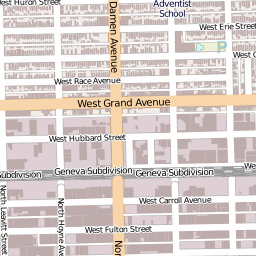 West Huron Street
Adventist
School
West Erie Street
Damen Avenue
P
West Race Avenue
West Grand Avenue
West Hubbard Street
Geneva Subdivision
Subdivision
Geneva Subdivision
West Carroll Avenue
North Leavitt Street
North Hoyne
West Fulton Street